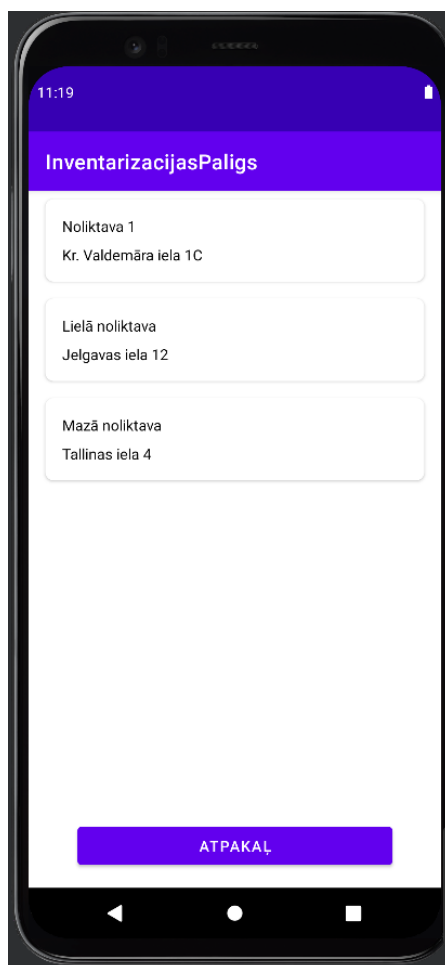 11:19
InventarizacijasPaligs
Noliktava 1
Kr. Valdemāra iela 1C
Lielā noliktava
Jelgavas iela 12
Mazā noliktava
Tallinas iela 4
ATPAKAĻ